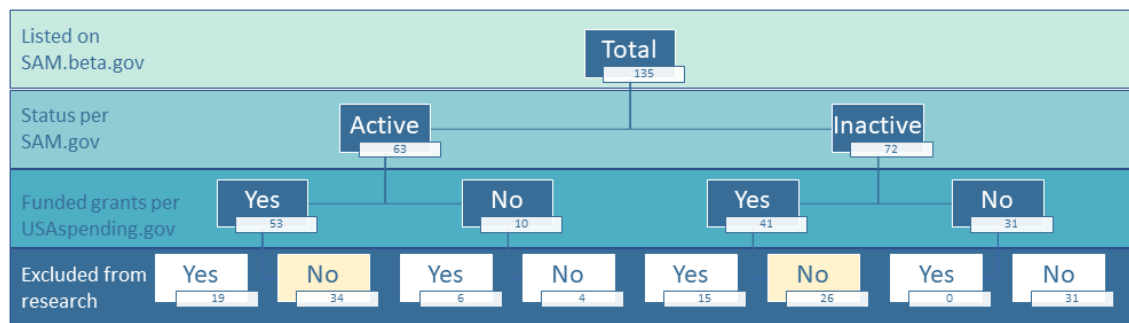 Listed on
SAM.beta.gov
Total
135
Status per
SAM.gov
Active
63
Inactive
72
Funded grants per
USAspending.gov
Yes
53
No
10
Yes
41
No
31
Excluded from
research
Yes
19
No
34
Yes
6
No
4
Yes
15
No
26
Yes
0
No
31